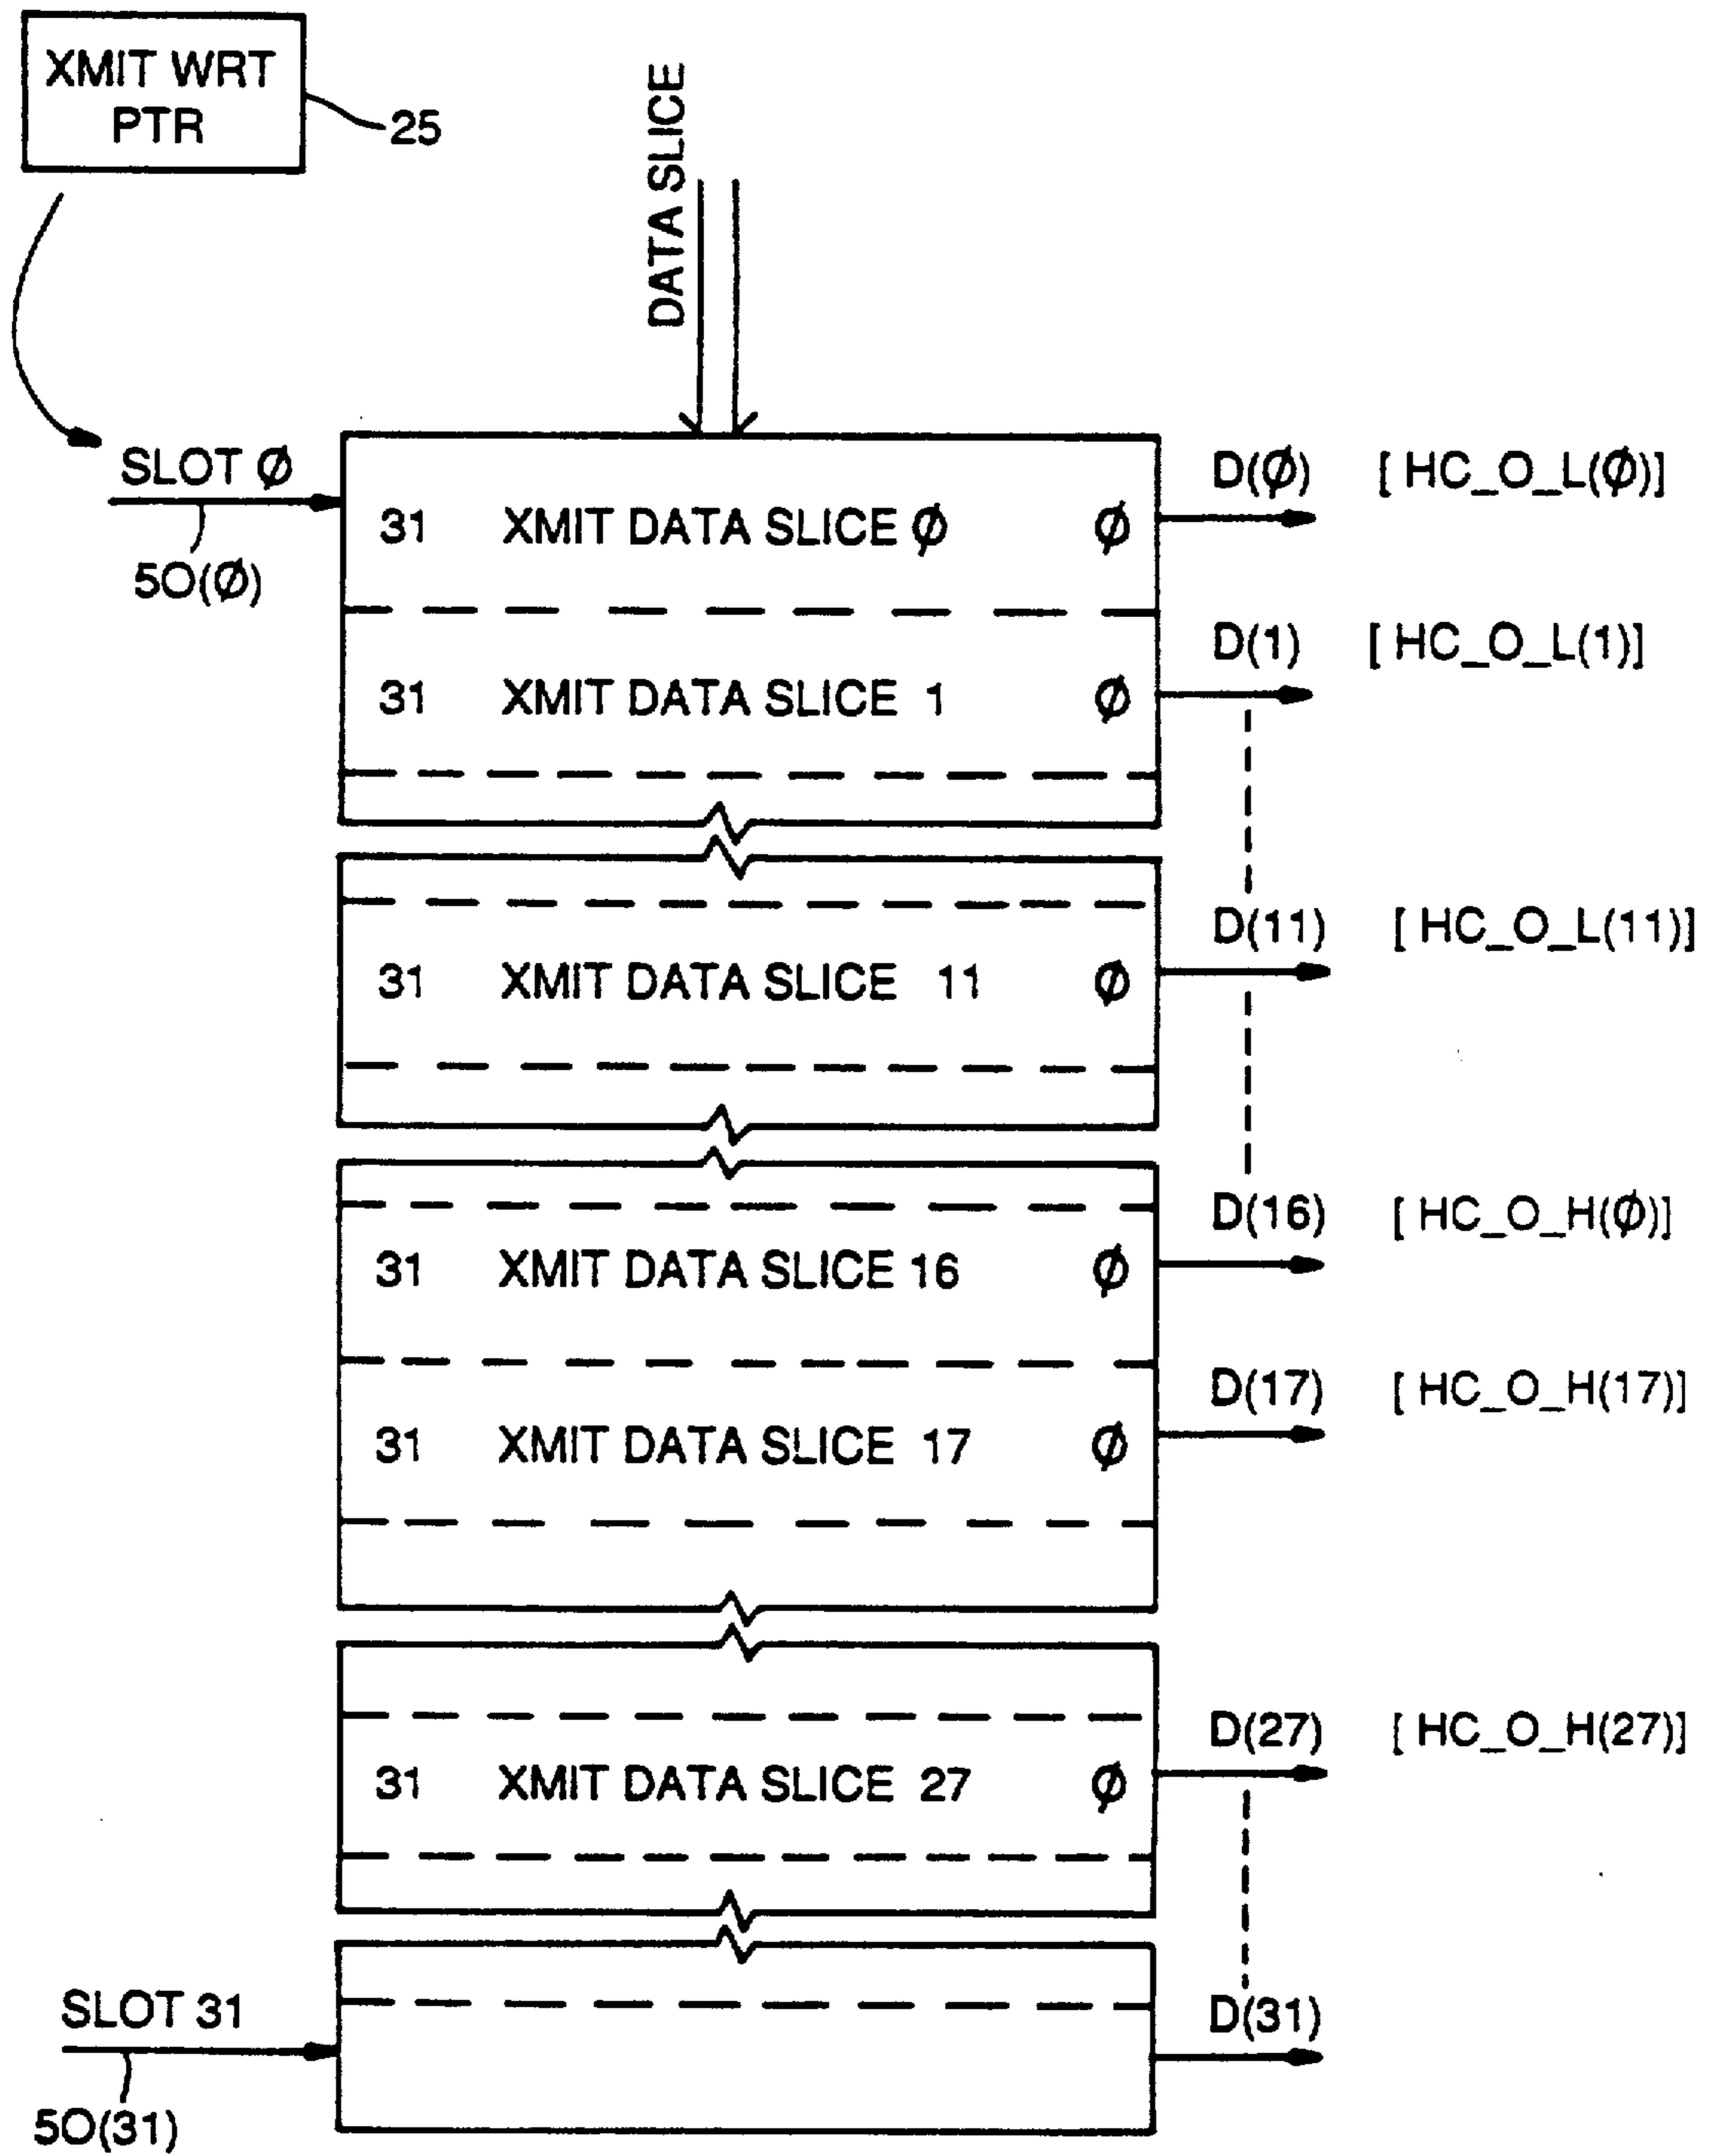 XMIT WRT
PTR
25
DATA SLICE
SLOT Ø
50(Ø)
31 XMIT DATA SLICE Ø Ø
D(Ø) [ HC_O_L(Ø)]
31 XMIT DATA SLICE 1 Ø
D(1) [ HC_O_L(1)]
31 XMIT DATA SLICE 11 Ø
D(11) [ HC_O_L(11)]
31 XMIT DATA SLICE 16 Ø
D(16) [ HC_O_H(Ø)]
31 XMIT DATA SLICE 17 Ø
D(17) [ HC_O_H(17)]
31 XMIT DATA SLICE 27 Ø
D(27) [ HC_O_H(27)]
SLOT 31
50(31)
D(31)